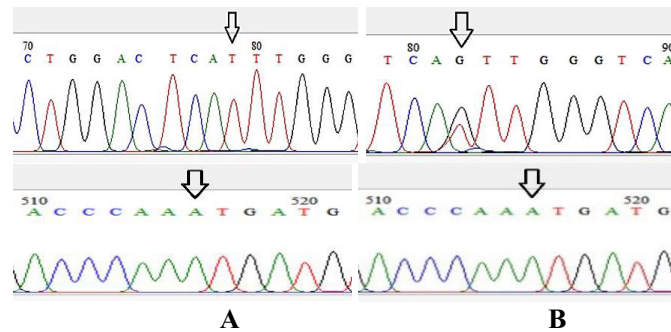 70 80
C T G G A C T C A T T T G G G
80 90
T C A G T T G G G T C A
510 520
A C C C A A A T G A T G
510 520
A C C C A A A T G A T G
A B